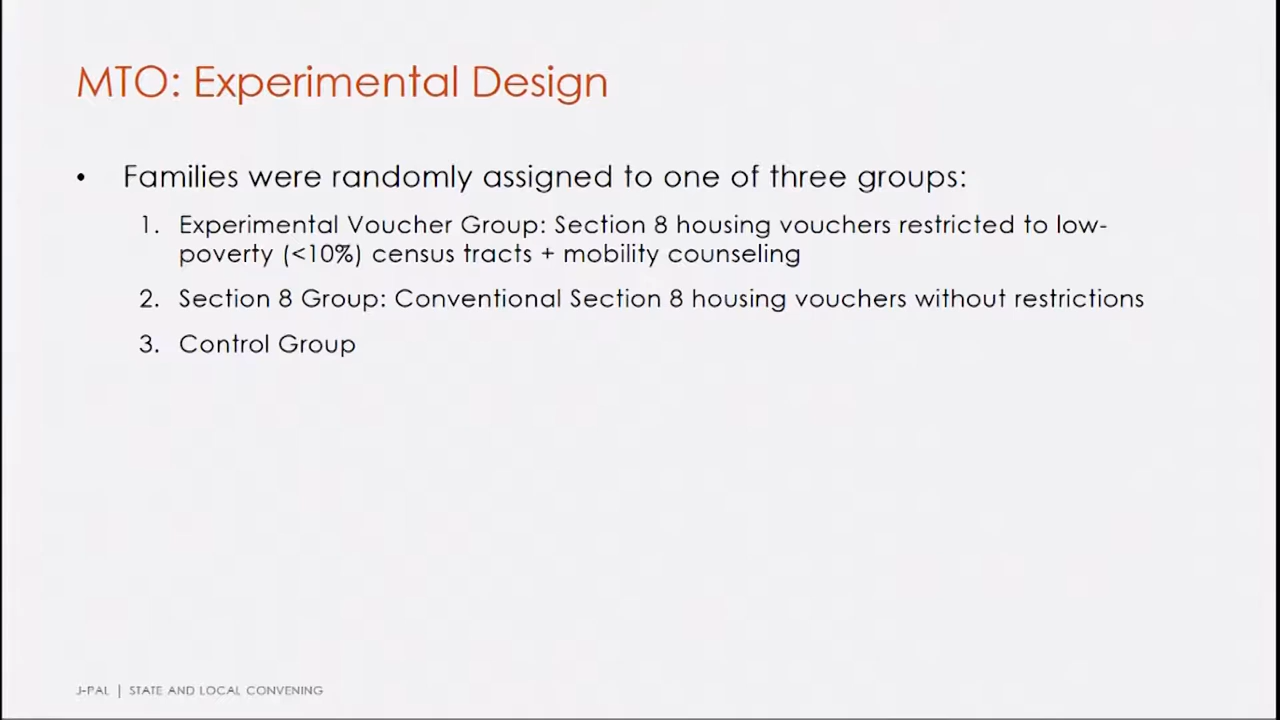 MTO: Experimental Design
• Families were randomly assigned to one of three groups:
1. Experimental Voucher Group: Section 8 housing vouchers restricted to low-
poverty (<10%) census tracts + mobility counseling
2. Section 8 Group: Conventional Section 8 housing vouchers without restrictions
3. Control Group
J-PAL | STATE AND LOCAL CONVENING